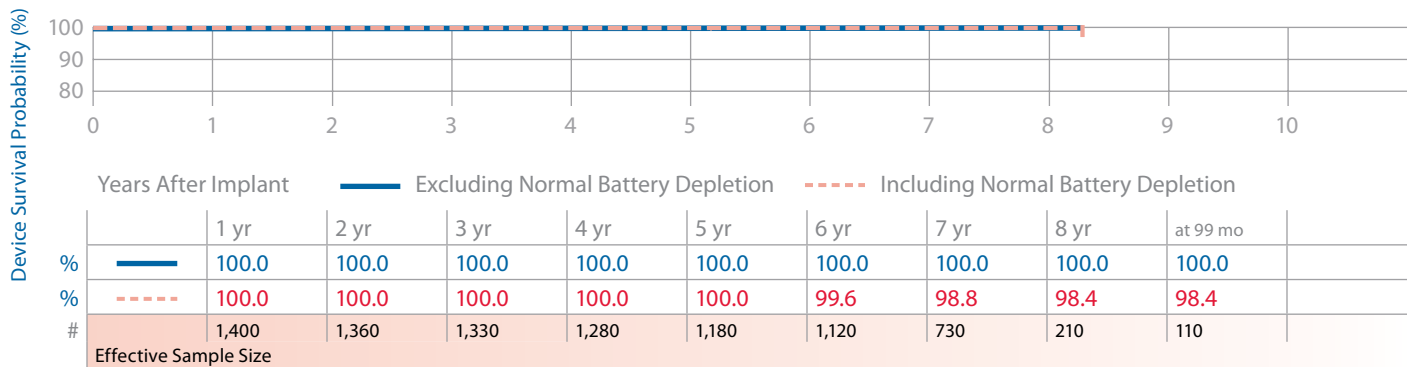 Device Survival Probability (%)
100
90
80
0 1 2 3 4 5 6 7 8 9 10
Years After Implant Excluding Normal Battery Depletion Including Normal Battery Depletion
1 yr 2 yr 3 yr 4 yr 5 yr 6 yr 7 yr 8 yr at 99 mo
% 100.0 100.0 100.0 100.0 100.0 100.0 100.0 100.0 100.0
% 100.0 100.0 100.0 100.0 100.0 99.6 98.8 98.4 98.4
# 1,400 1,360 1,330 1,280 1,180 1,120 730 210 110
Effective Sample Size